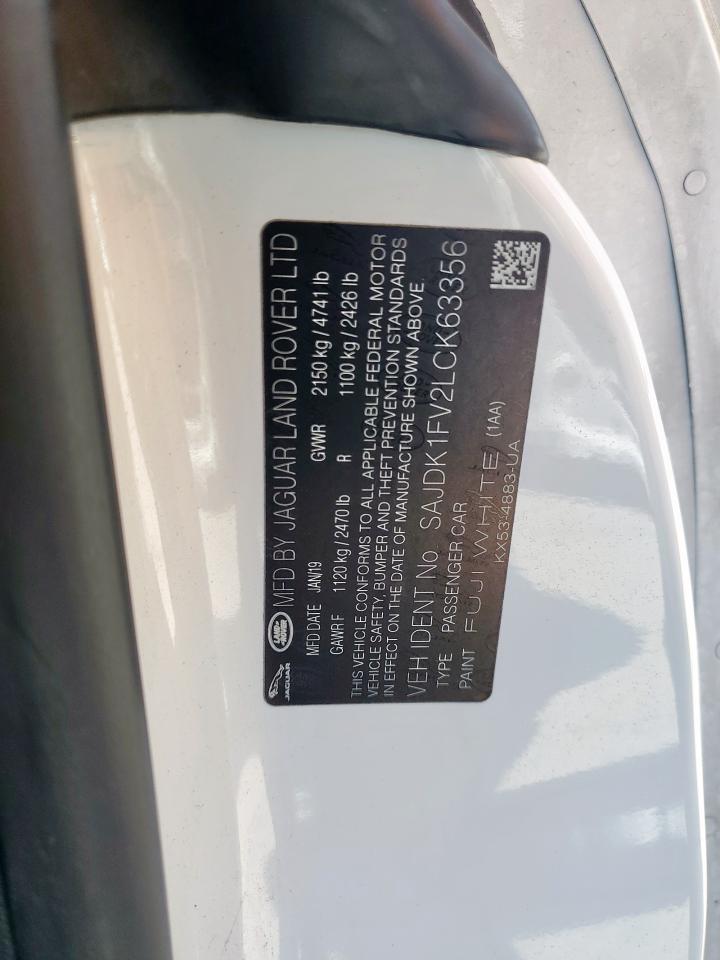 JAGUAR
LAND-
ROVER
MFD BY JAGUAR LAND ROVER LTD
MFD DATE JAN/19 GVWR 2150 kg / 4741 lb
GAWR F 1120 kg / 2470 lb R 1100 kg / 2426 lb
THIS VEHICLE CONFORMS TO ALL APPLICABLE FEDERAL MOTOR
VEHICLE SAFETY, BUMPER AND THEFT PREVENTION STANDARDS
IN EFFECT ON THE DATE OF MANUFACTURE SHOWN ABOVE.
VEH IDENT No. SAJDK1FV2LCK63356
TYPE PASSENGER CAR
PAINT FUJI WHITE/ (1AA)
KX53-4883-UA